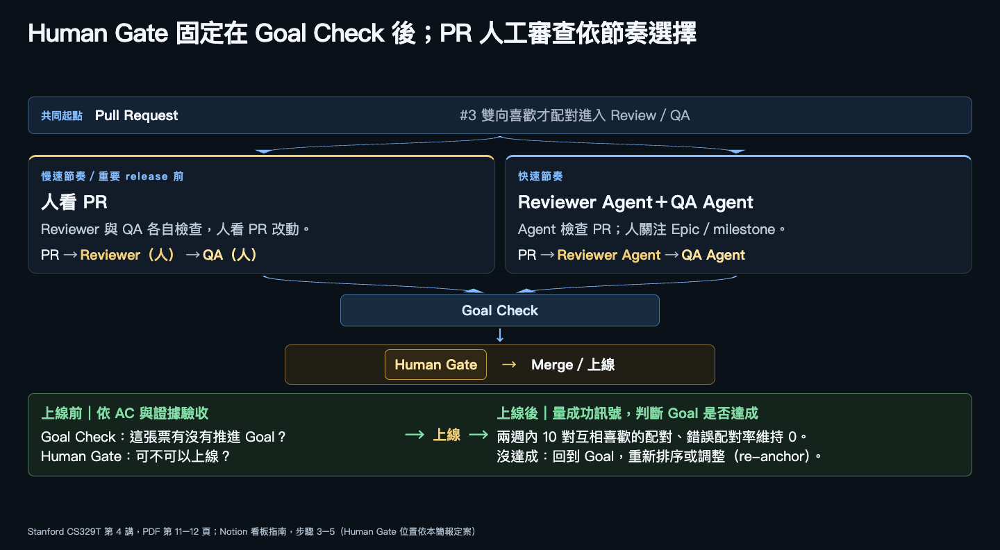 Human Gate 固定在 Goal Check 後；PR 人工審查依節奏選擇
共同起點 Pull Request #3 雙向喜歡才配對進入 Review / QA
慢速節奏 / 重要 release 前
人看 PR
Reviewer 與 QA 各自檢查，人看 PR 改動。
PR → Reviewer（人） → QA（人）
快速節奏
Reviewer Agent＋QA Agent
Agent 檢查 PR；人關注 Epic / milestone。
PR → Reviewer Agent → QA Agent
Goal Check
↓
Human Gate → Merge / 上線
上線前｜依 AC 與證據驗收
Goal Check：這張票有沒有推進 Goal？
Human Gate：可不可以上線？
→ 上線 →
上線後｜量成功訊號，判斷 Goal 是否達成
兩週內 10 對互相喜歡的配對、錯誤配對率維持 0。
沒達成：回到 Goal，重新排序或調整（re–anchor）。
Stanford CS329T 第 4 講，PDF 第 11–12 頁；Notion 看板指南，步驟 3–5（Human Gate 位置依本簡報定案）